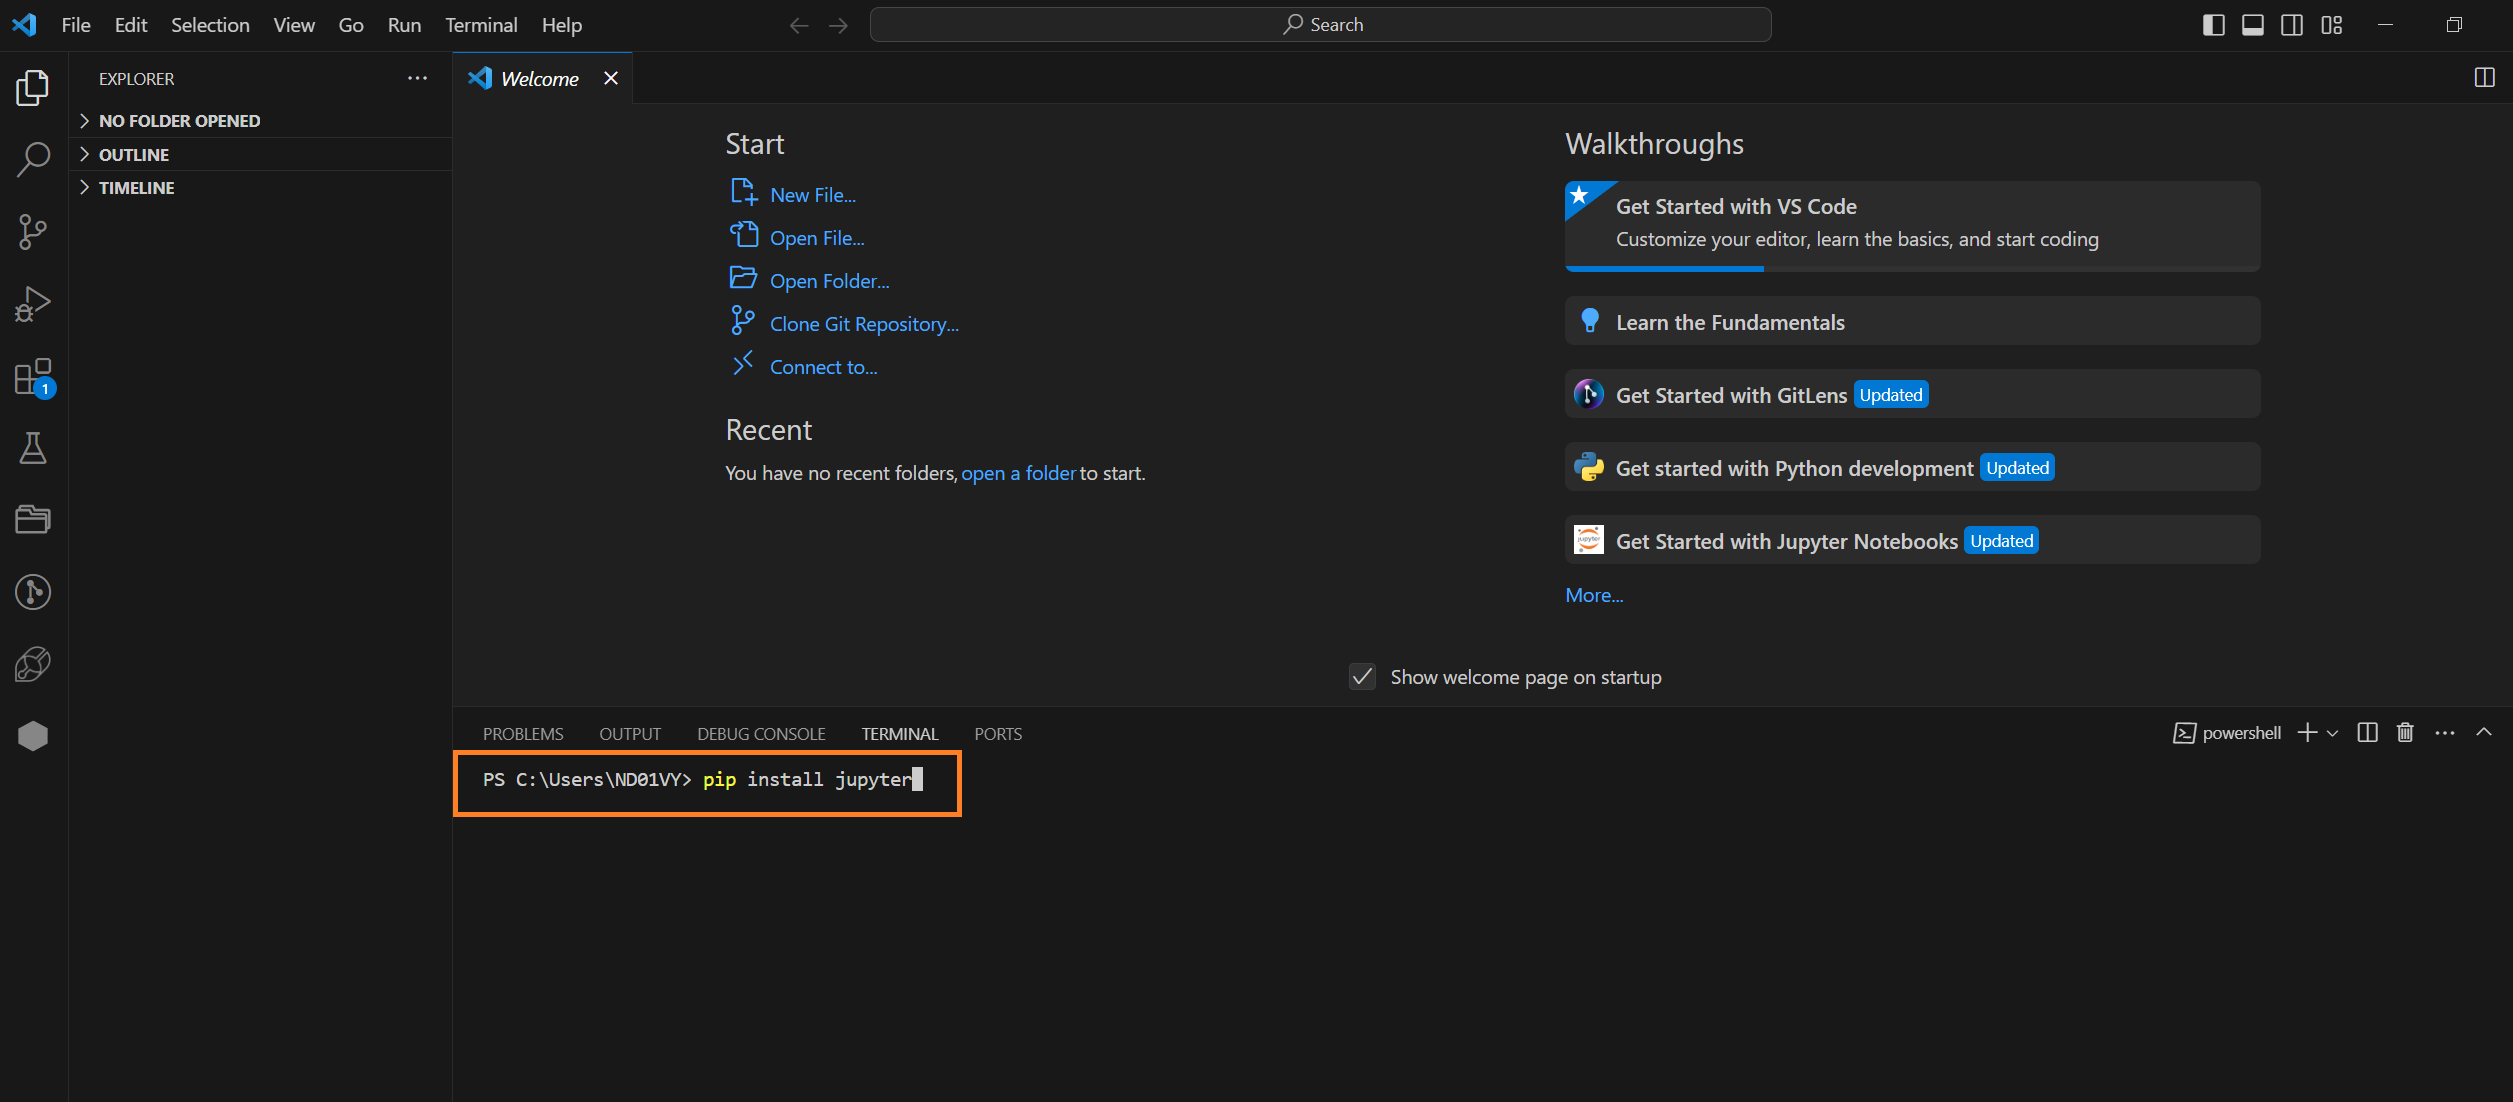 File Edit Selection View Go Run Terminal Help
Search
EXPLORER
NO FOLDER OPENED
OUTLINE
TIMELINE
1
Welcome
Start
New File...
Open File...
Open Folder...
Clone Git Repository...
Connect to...
Recent
You have no recent folders, open a folder to start.
Walkthroughs
Get Started with VS Code
Customize your editor, learn the basics, and start coding
Learn the Fundamentals
Get Started with GitLens Updated
Get started with Python development Updated
jupyter
Get Started with Jupyter Notebooks Updated
More...
Show welcome page on startup
PROBLEMS OUTPUT DEBUG CONSOLE TERMINAL PORTS
powershell
PS C:\Users\ND01VY> pip install jupyter